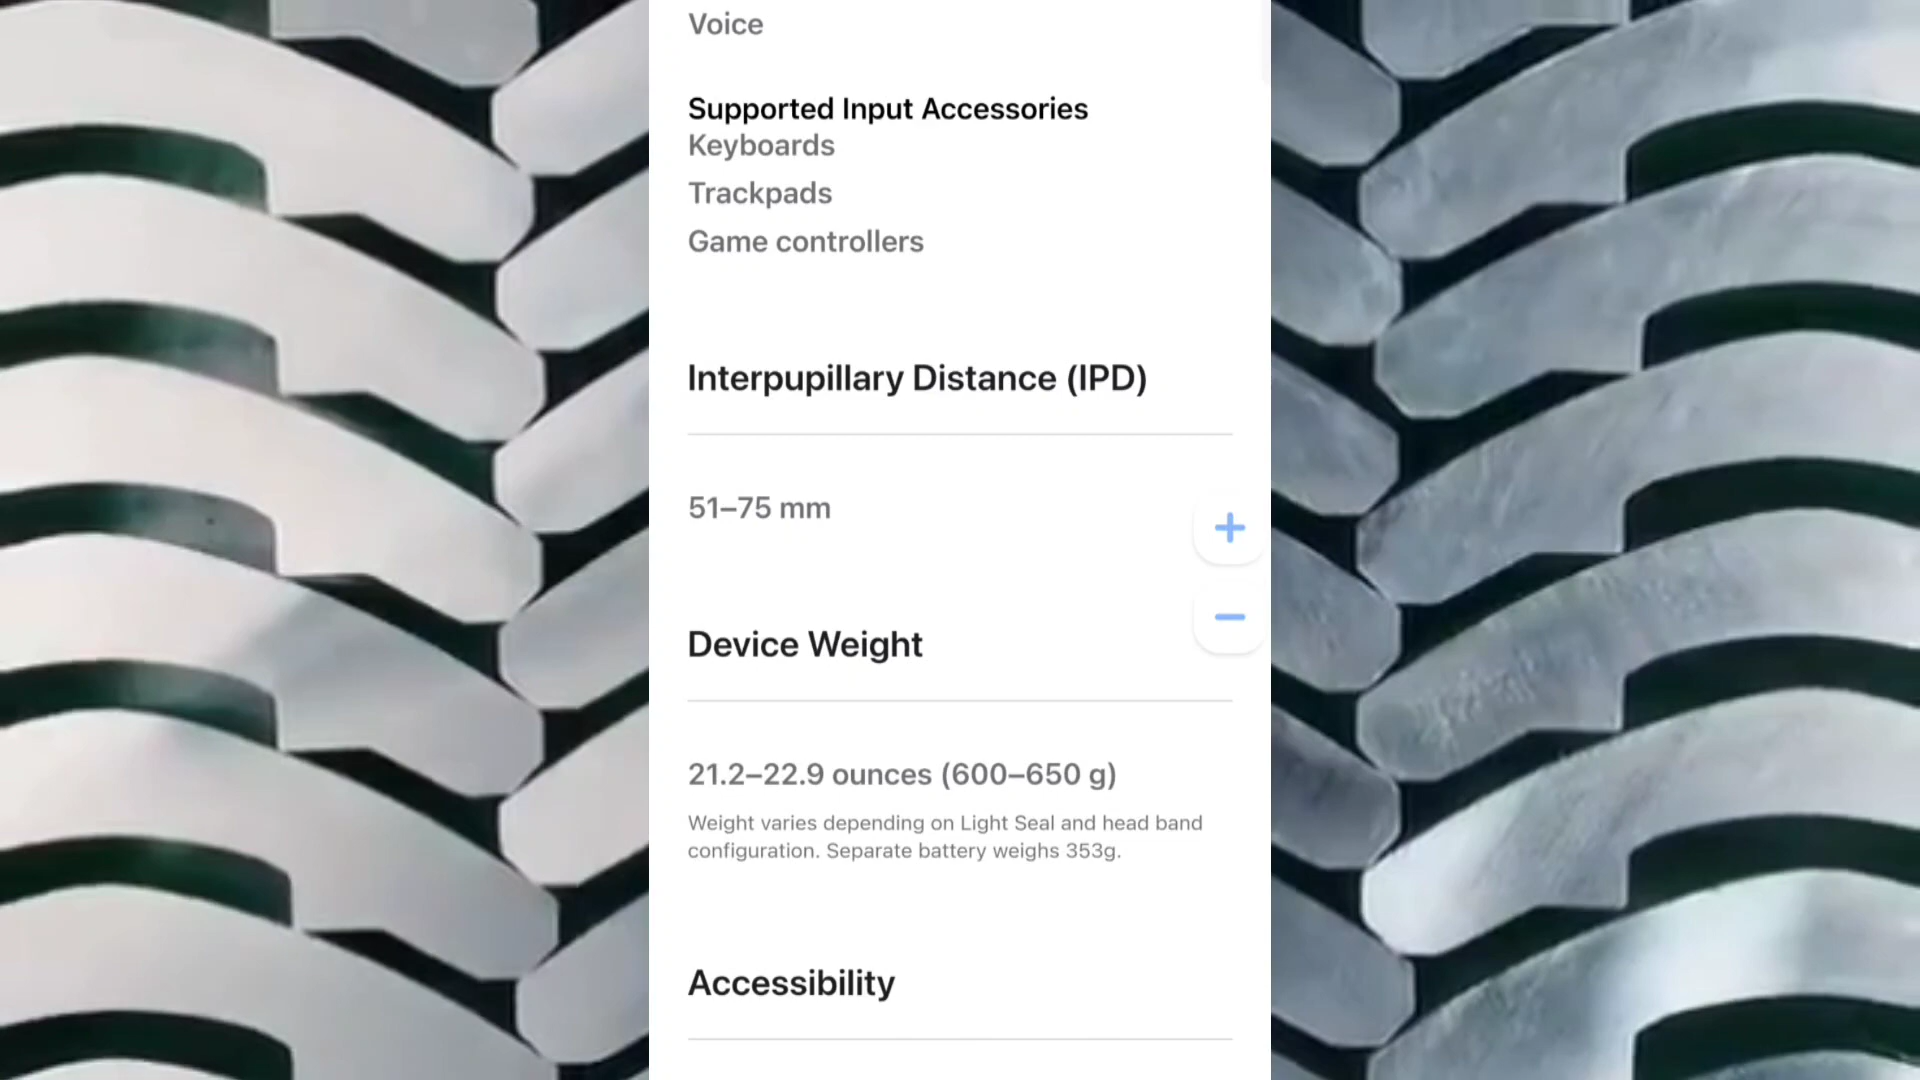 Voice
Supported Input Accessories
Keyboards
Trackpads
Game controllers
Interpupillary Distance (IPD)
51–75 mm
Device Weight
21.2–22.9 ounces (600–650 g)
Weight varies depending on Light Seal and head band
configuration. Separate battery weighs 353g.
Accessibility